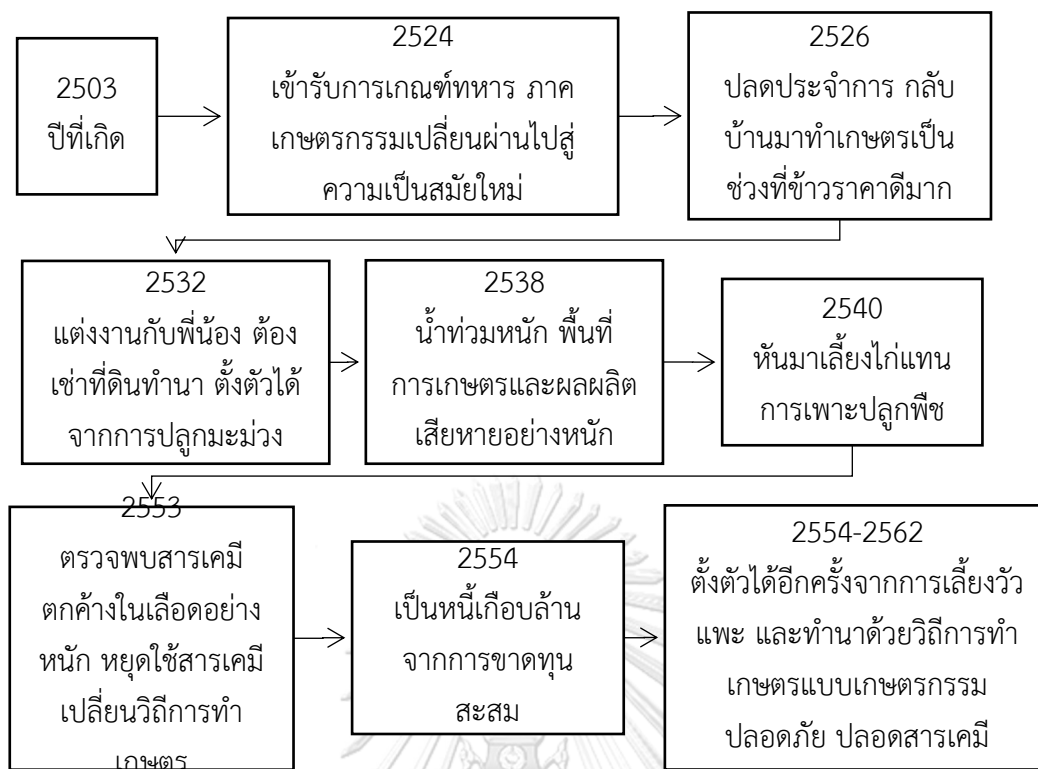 2503
ปีที่เกิด
2524
เข้ารับการเกณฑ์ทหาร ภาค
เกษตรกรรมเปลี่ยนผ่านไปสู่
ความเป็นสมัยใหม่
2526
ปลดประจำการ กลับ
บ้านมาทำเกษตรเป็น
ช่วงที่ข้าวราคาดีมาก
2532
แต่งงานกับพี่น้อง ต้อง
เช่าที่ดินทำนา ตั้งตัวได้
จากการปลูกมะม่วง
2538
น้ำท่วมหนัก พื้นที่
การเกษตรและผลผลิต
เสียหายอย่างหนัก
2540
หันมาเลี้ยงไก่แทน
การเพาะปลูกพืช
2553
ตรวจพบสารเคมี
ตกค้างในเลือดอย่าง
หนัก หยุดใช้สารเคมี
เปลี่ยนวิถีการทำ
เกษตร
2554
เป็นหนี้เกือบล้าน
จากการขาดทุน
สะสม
2554-2562
ตั้งตัวได้อีกครั้งจากการเลี้ยงวัว
แพะ และทำนาด้วยวิถีการทำ
เกษตรแบบเกษตรกรรม
ปลอดภัย ปลอดสารเคมี